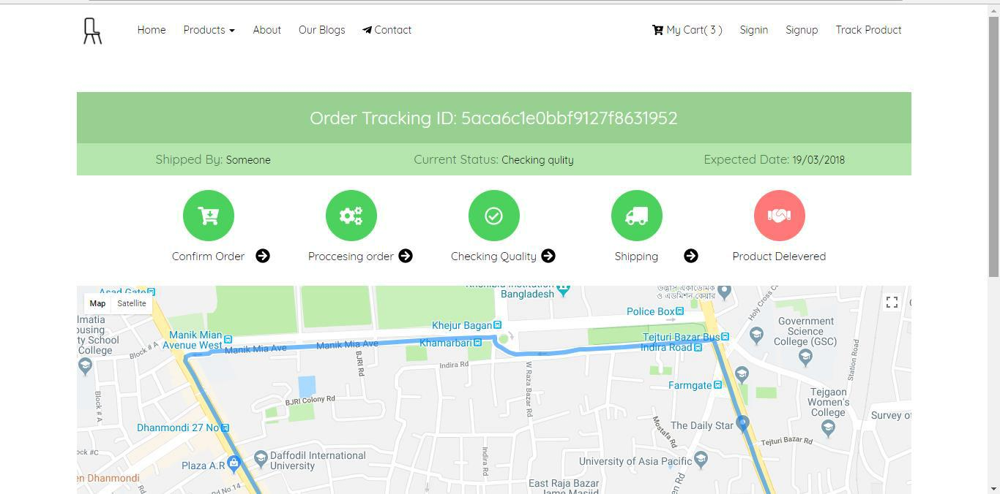 Home Products About Our Blogs Contact My Cart( 3 ) Signin Signup Track Product
Order Tracking ID: 5aca6c1e0bbf9127f8631952
Shipped By: Someone Current Status: Checking qulity Expected Date: 19/03/2018
Confirm Order Proccesing order Checking Quality Shipping Product Delevered
Asad Gate
Map Satellite
Bangladesh
ও এডমিশন কেয়ার
Holy Cross
Police Box
Khejur Bagan
Government
Science
College (GSC)
ty School
College
Block # A
Manik Mian
Avenue West
Manik Mia Ave
Manik Mia Ave
Khamarbari
Tejturi Bazar Bus
Indira Road
Station Road
BJRI Rd
Indira Rd
W Raza Bazar Rd
Farmgate
Block # A
BJRI Colony Rd
Tejgaon
Women's
College
Survey of
Dhanmondi 27 No
The Daily Star
Mostafa Rd
Tejturi Bazar Rd
Plaza A.R
Daffodil International
University
Indira Rd
University of Asia Pacific
Dhanmondi
Rd No 14
East Raja Bazar
Jame Masjid